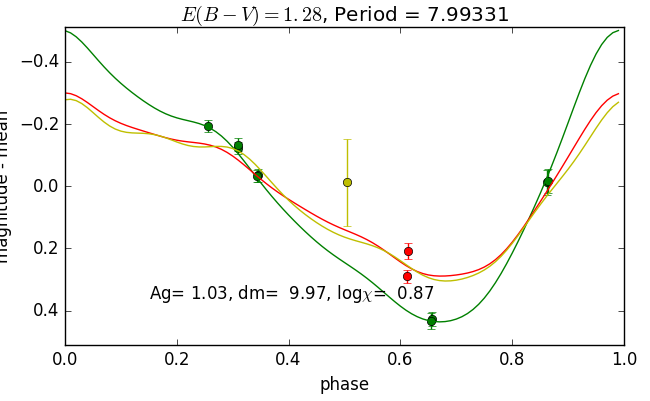 E(B − V) = 1.28, Period = 7.99331
magnitude - mean
−0.4
−0.2
0.0
0.2
0.4
Ag= 1.03, dm= 9.97, logχ= 0.87
0.0 0.2 0.4 0.6 0.8 1.0
phase